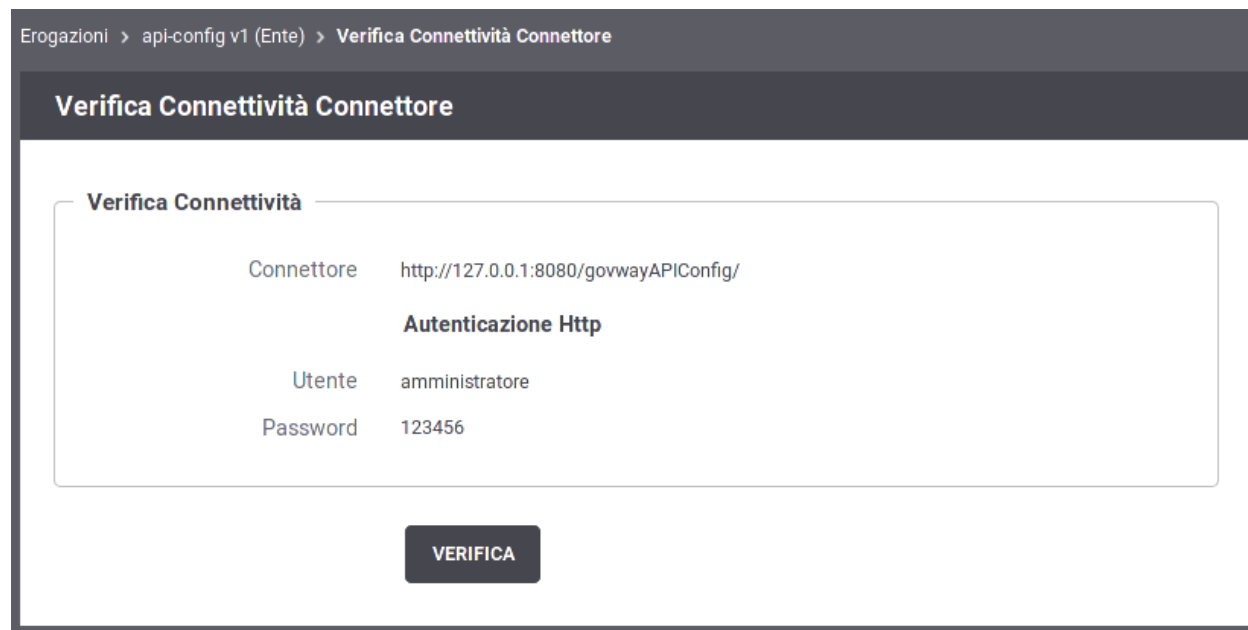 Erogazioni > api-config v1 (Ente) > Verifica Connettività Connettore
Verifica Connettività Connettore
Verifica Connettività
Connettore http://127.0.0.1:8080/govwayAPIConfig/
Autenticazione Http
Utente amministratore
Password 123456
VERIFICA